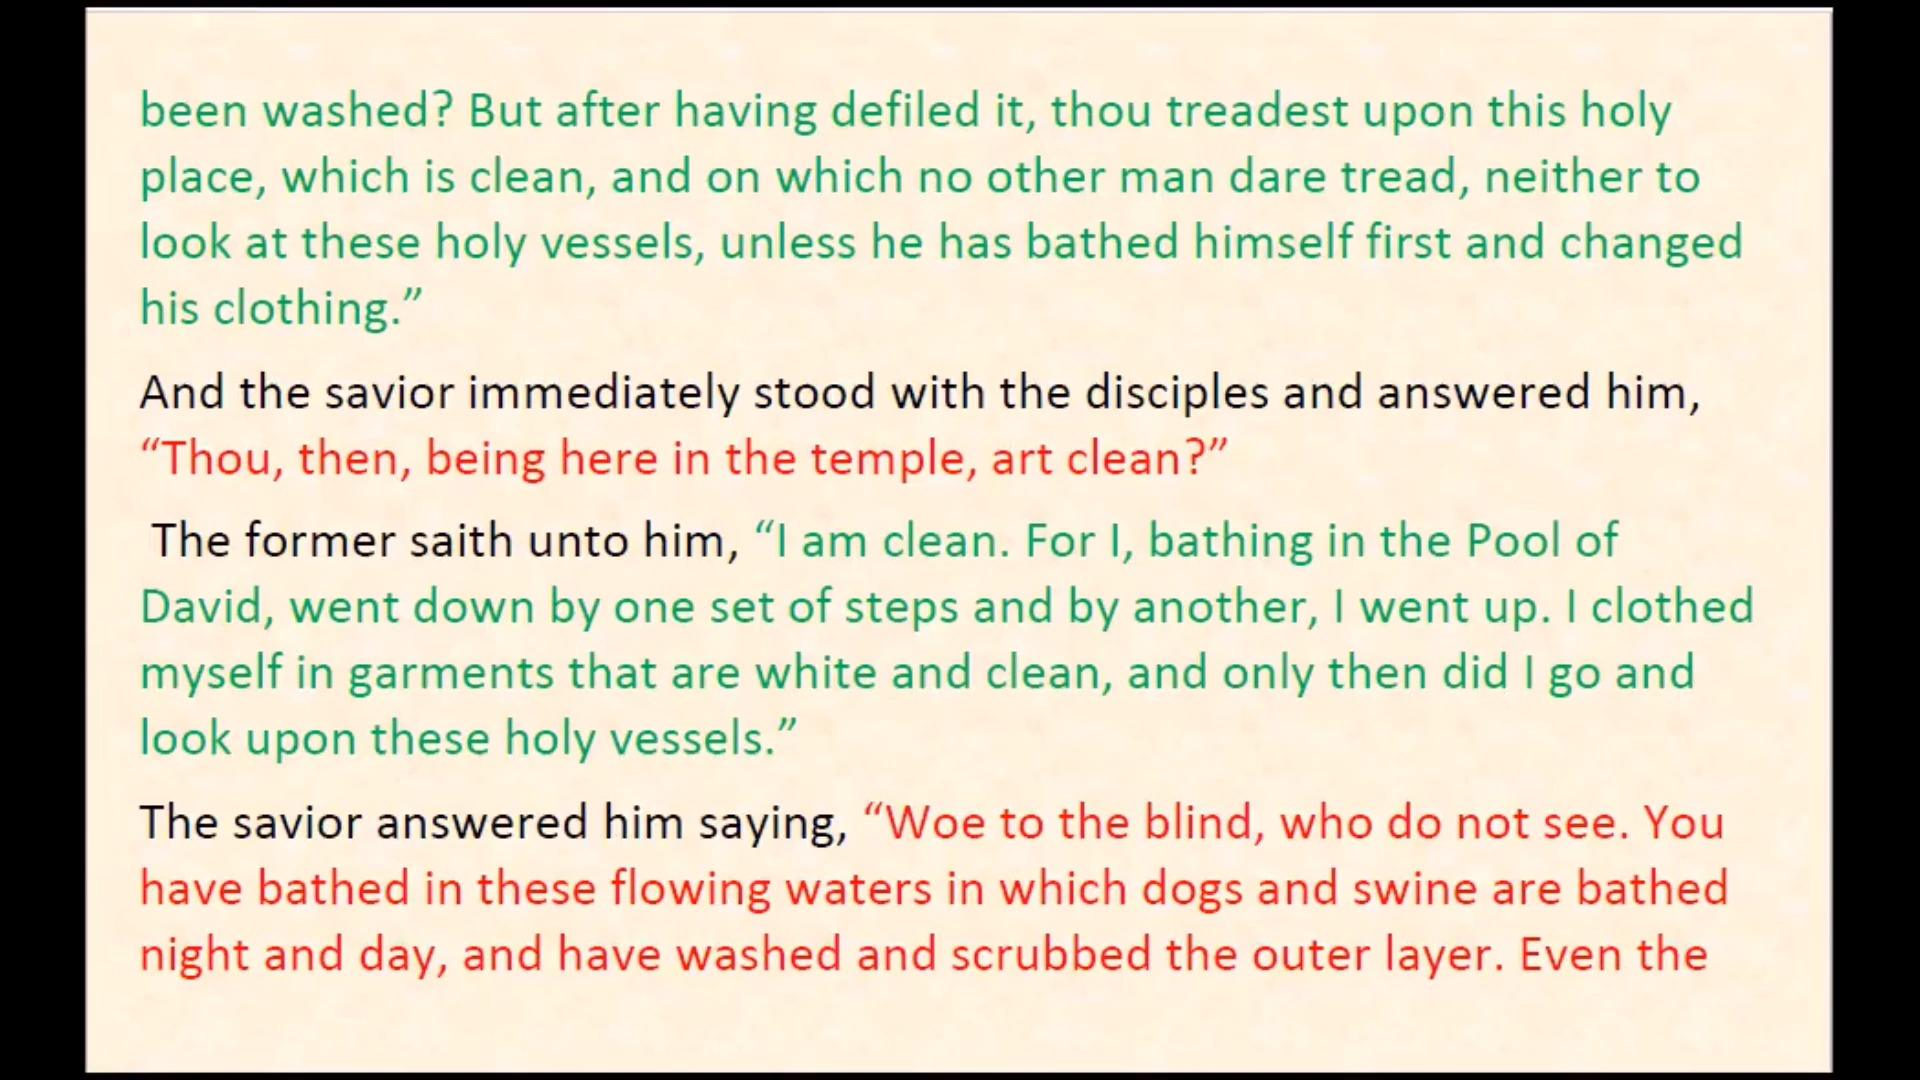 been washed? But after having defiled it, thou treadest upon this holy
place, which is clean, and on which no other man dare tread, neither to
look at these holy vessels, unless he has bathed himself first and changed
his clothing.”
And the savior immediately stood with the disciples and answered him,
“Thou, then, being here in the temple, art clean?”
The former saith unto him, “I am clean. For I, bathing in the Pool of
David, went down by one set of steps and by another, I went up. I clothed
myself in garments that are white and clean, and only then did I go and
look upon these holy vessels.”
The savior answered him saying, “Woe to the blind, who do not see. You
have bathed in these flowing waters in which dogs and swine are bathed
night and day, and have washed and scrubbed the outer layer. Even the